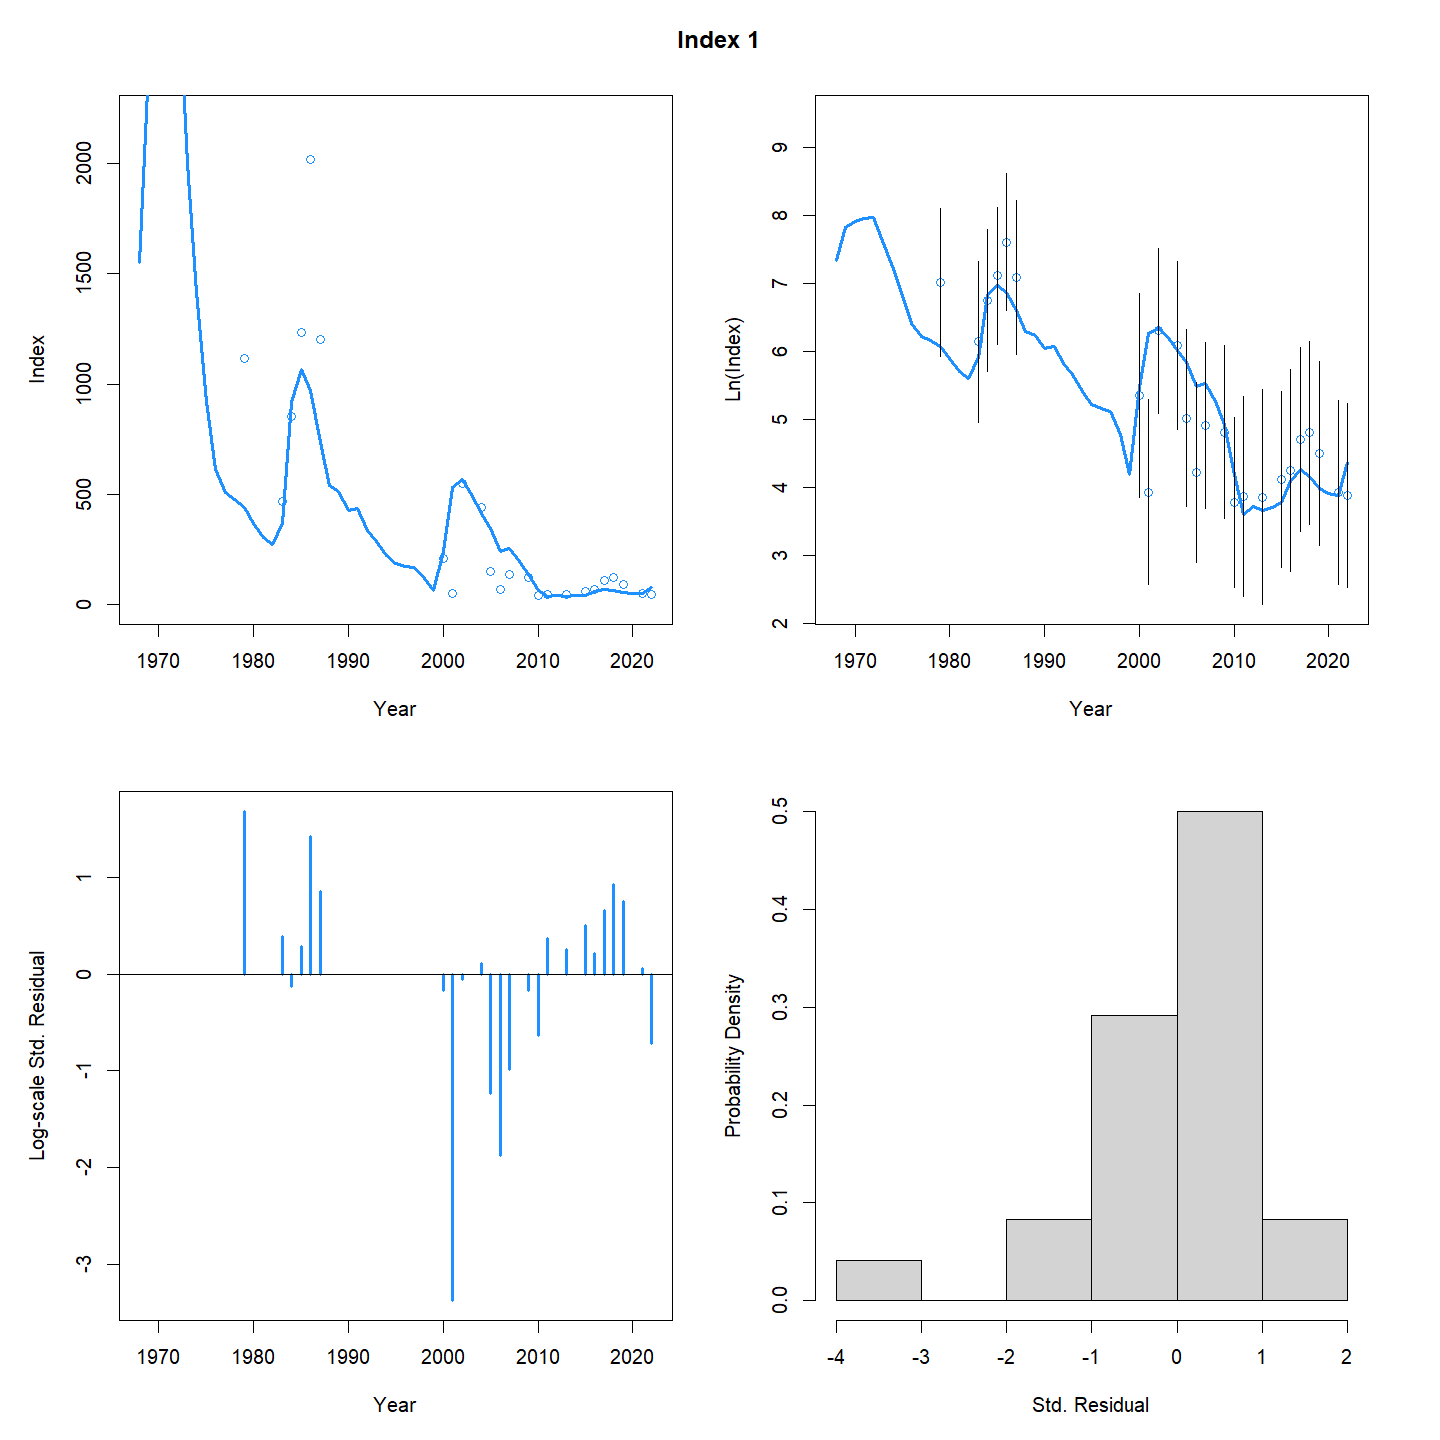 Index 1
Index
2000
1500
1000
500
0
1970 1980 1990 2000 2010 2020
Year
Ln(Index)
9
8
7
6
5
4
3
2
1970 1980 1990 2000 2010 2020
Year
Log-scale Std. Residual
1
0
-1
-2
-3
1970 1980 1990 2000 2010 2020
Year
Probability Density
0.5
0.4
0.3
0.2
0.1
0.0
-4 -3 -2 -1 0 1 2
Std. Residual